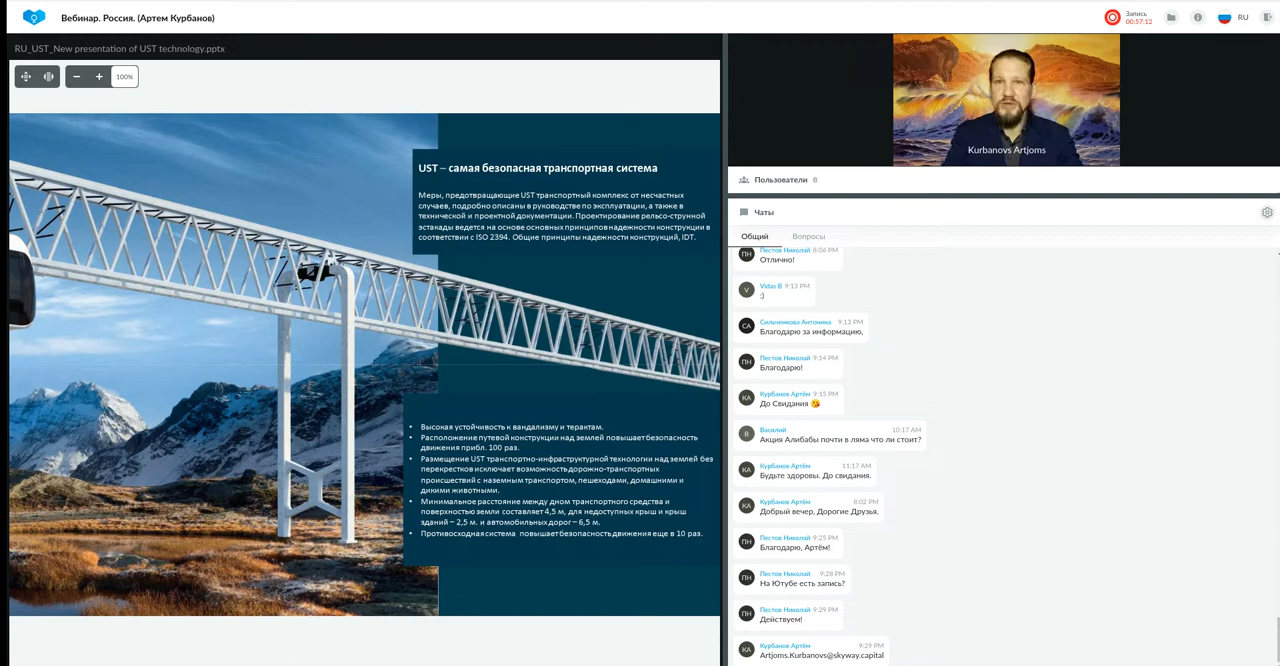 Вебинар. Россия. (Артем Курбанов)
Запись
00:57:12
RU
RU_UST_New presentation of UST technology.pptx
100%
UST – самая безопасная транспортная система
Меры, предотвращающие UST транспортный комплекс от несчастных
случаев, подробно описаны в руководстве по эксплуатации, а также в
технической и проектной документации. Проектирование рельсо-струнной
эстакады ведется на основе основных принципов надежности конструкции в
соответствии с ISO 2394. Общие принципы надежности конструкций, IDT.
• Высокая устойчивость к вандализму и терактам.
• Расположение путевой конструкции над землей повышает безопасность
движения прибл. 100 раз.
• Размещение UST транспортно-инфраструктурной технологии над землей без
перекрестков исключает возможность дорожно-транспортных
происшествий с наземным транспортом, пешеходами, домашними и
дикими животными.
• Минимальное расстояние между дном транспортного средства и
поверхностью земли составляет 4,5 м, для недоступных крыш и крыш
зданий – 2,5 м. и автомобильных дорог – 6,5 м.
• Противосходная система повышает безопасность движения еще в 10 раз.
Kurbanovs Artjoms
Пользователи 8
Чаты
Общий Вопросы
ПН Пестов Николай 8:06 PM
Отлично!
V Vidas B 9:13 PM
:)
СА Сильченкова Антонина 9:13 PM
Благодарю за информацию,
ПН Пестов Николай 9:14 PM
Благодарю!
КА Курбанов Артём 9:15 PM
До Свидания 😘
В Василий 10:17 AM
Акция Алибабы почти в ляма что ли стоит?
КА Курбанов Артём 11:17 AM
Будьте здоровы. До свидания.
КА Курбанов Артём 8:02 PM
Добрый вечер, Дорогие Друзья.
ПН Пестов Николай 9:25 PM
Благодарю, Артём!
ПН Пестов Николай 9:28 PM
На Ютубе есть запись?
ПН Пестов Николай 9:29 PM
Действуем!
КА Курбанов Артём 9:29 PM
Artjoms.Kurbanovs@skyway.capital